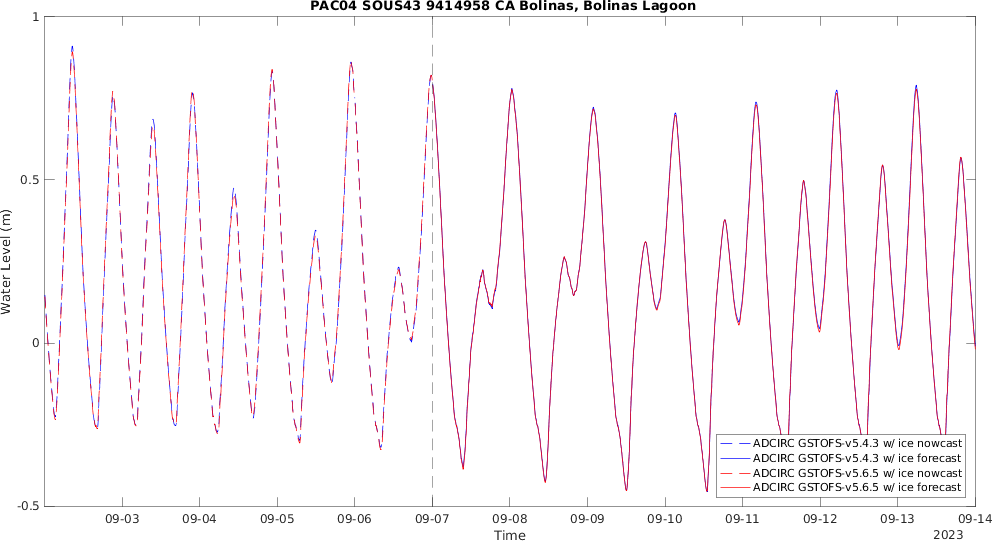 PAC04 SOUS43 9414958 CA Bolinas, Bolinas Lagoon
1
0.5
0
-0.5
Water Level (m)
ADCIRC GSTOFS-v5.4.3 w/ ice nowcast
ADCIRC GSTOFS-v5.4.3 w/ ice forecast
ADCIRC GSTOFS-v5.6.5 w/ ice nowcast
ADCIRC GSTOFS-v5.6.5 w/ ice forecast
09-03 09-04 09-05 09-06 09-07 09-08 09-09 09-10 09-11 09-12 09-13 09-14
Time
2023